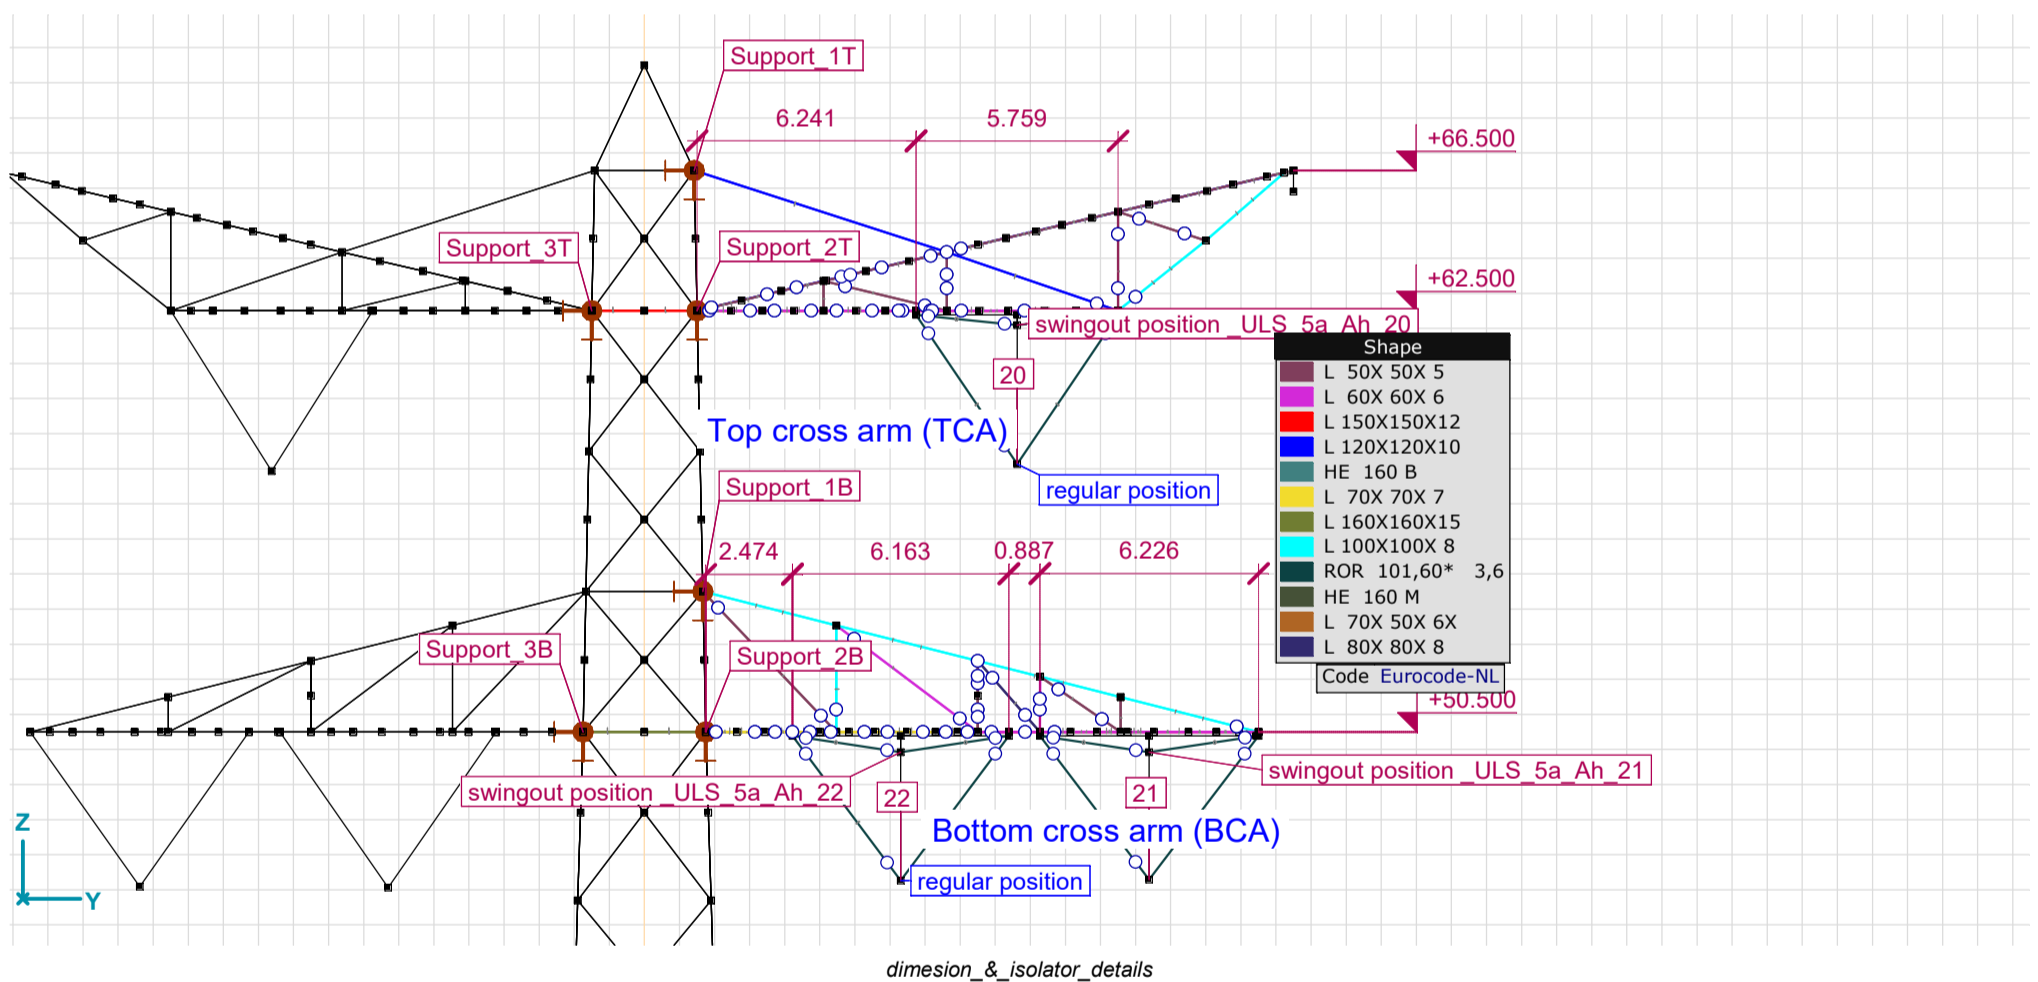 Support_1T
6.241
5.759
+66.500
Support_3T
Support_2T
+62.500
swingout position _ULS_5a_Ah_20
Shape
L 50X 50X 5
L 60X 60X 6
L 150X150X12
L 120X120X10
HE 160 B
L 70X 70X 7
L 160X160X15
L 100X100X 8
ROR 101,60* 3,6
HE 160 M
L 70X 50X 6X
L 80X 80X 8
Code Eurocode-NL
20
Top cross arm (TCA)
regular position
Support_1B
2.474
6.163
0.887
6.226
Support_3B
Support_2B
+50.500
swingout position _ULS_5a_Ah_22
22
21
swingout position _ULS_5a_Ah_21
Bottom cross arm (BCA)
regular position
Z
Y
dimesion_&_isolator_details